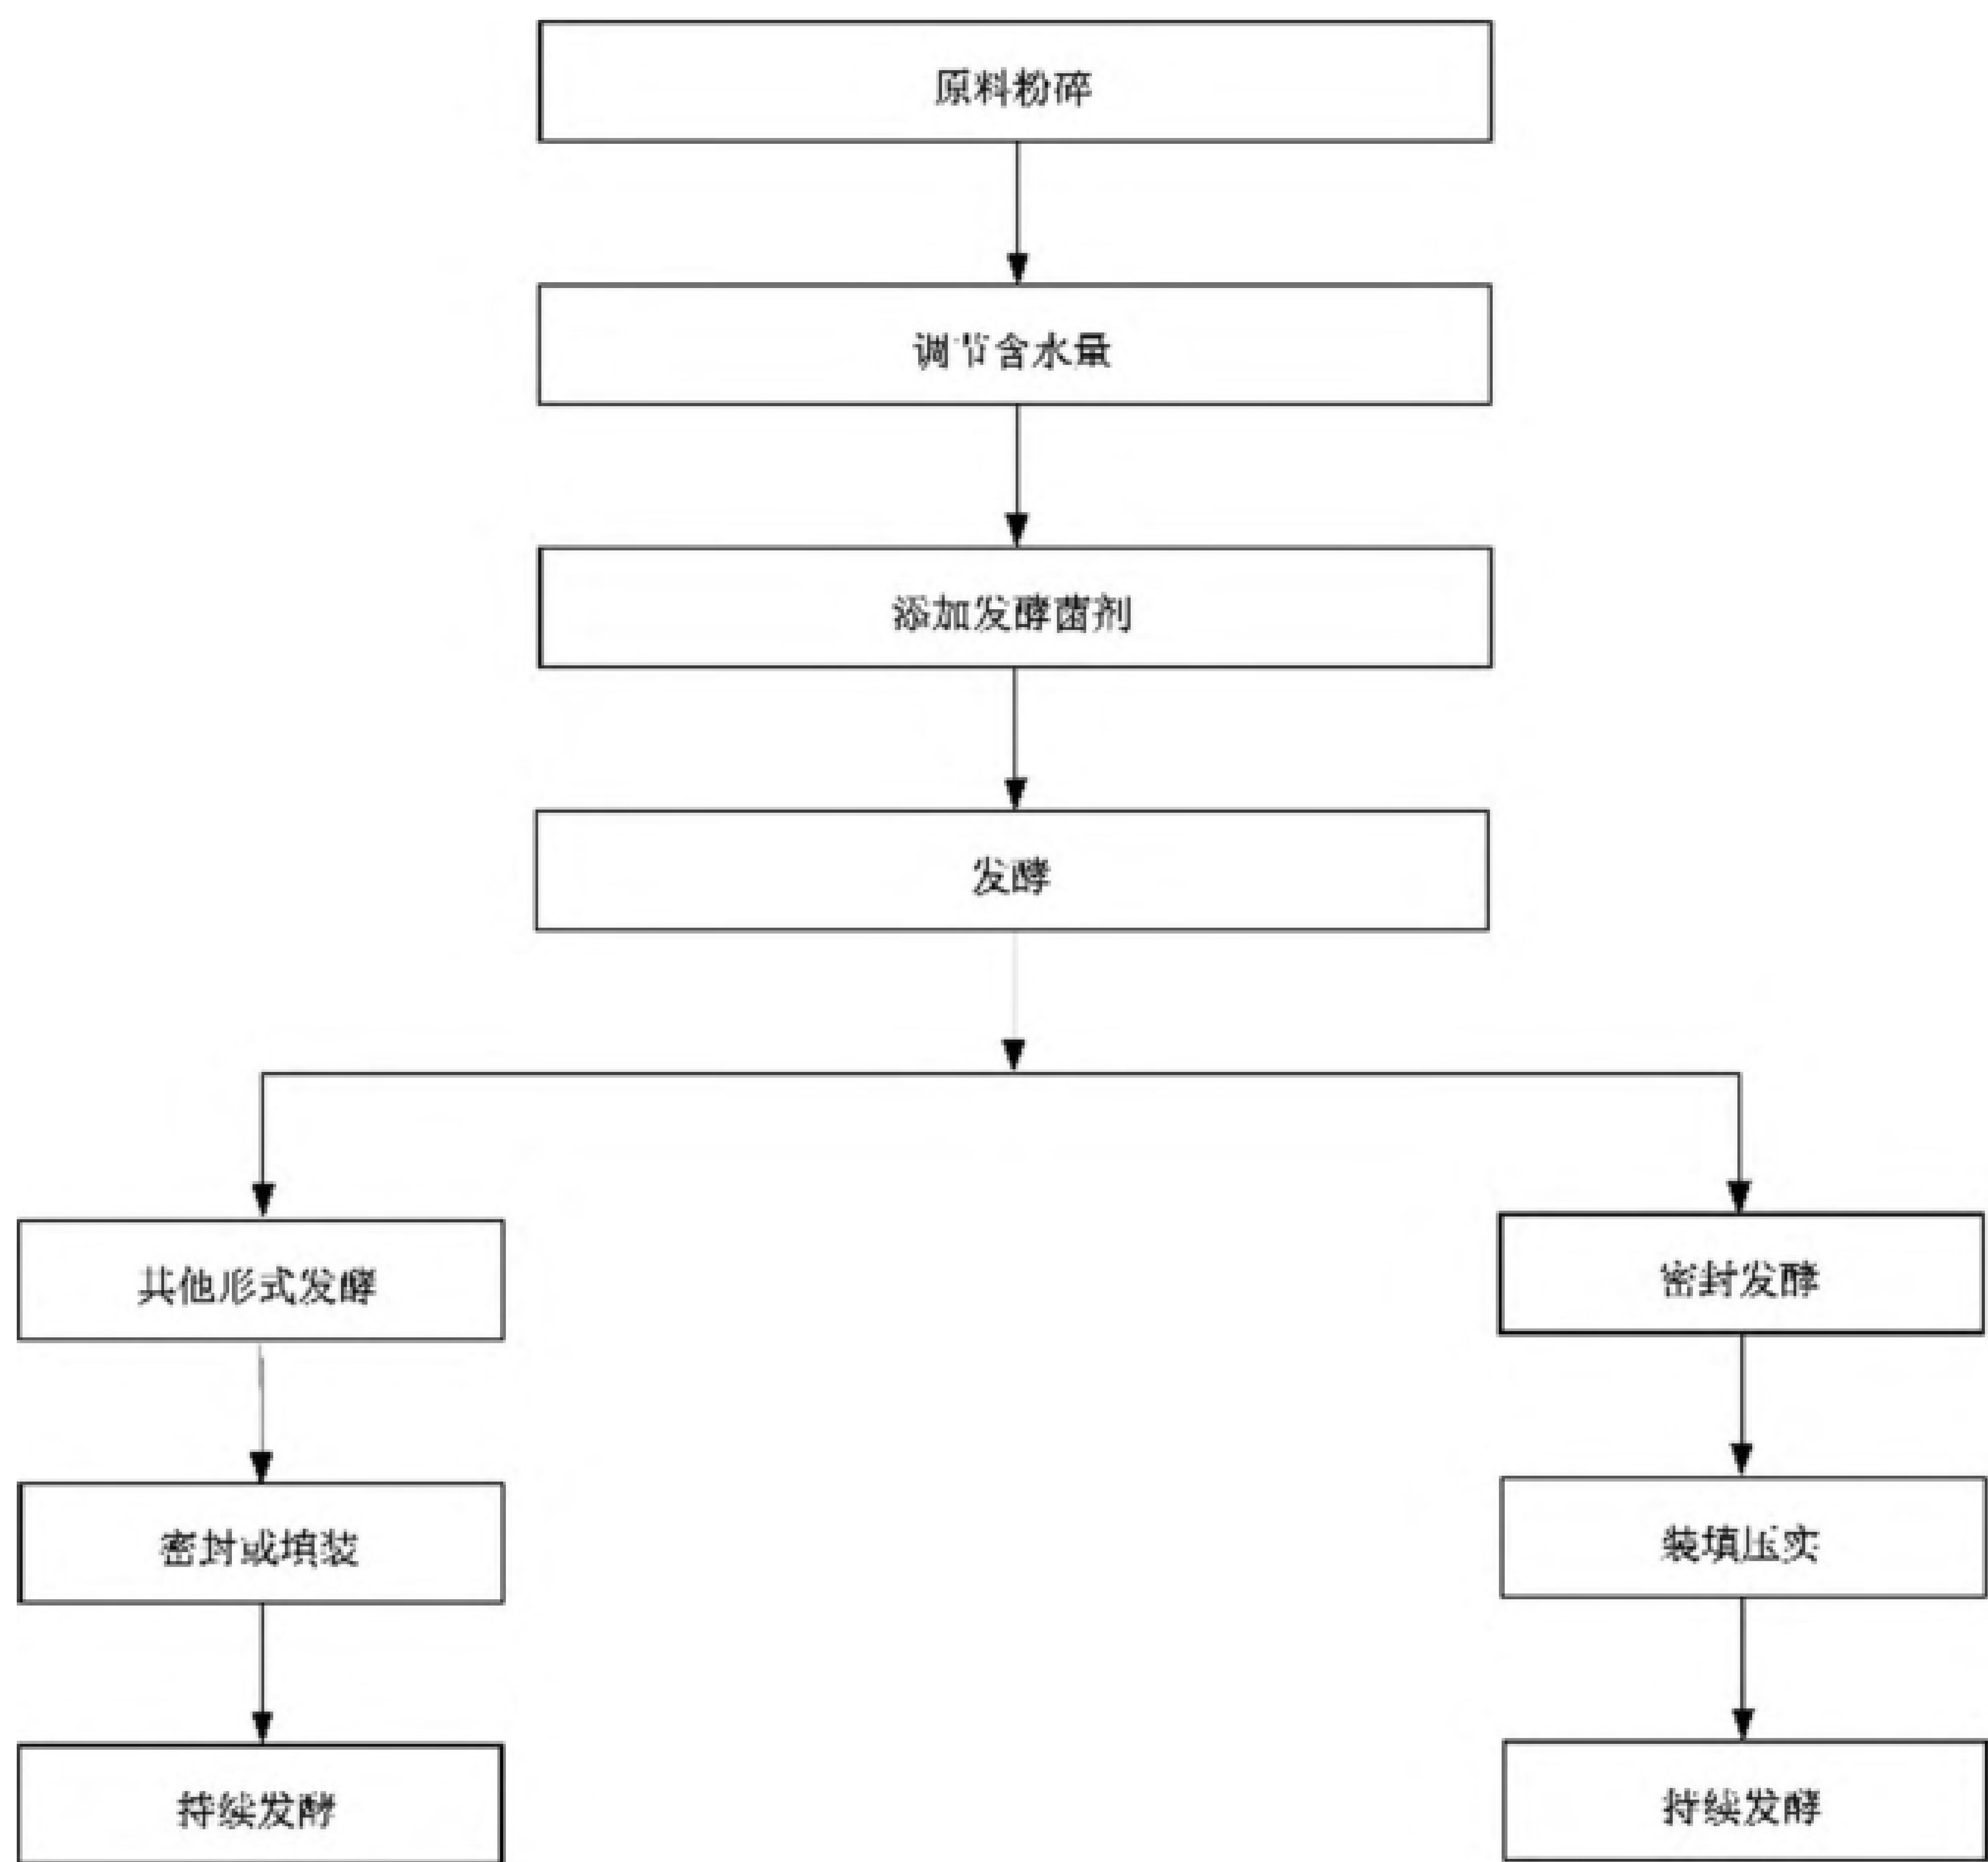 原料粉碎
调节含水量
添加发酵菌剂
发酵
其他形式发酵
密封发酵
密封或填装
装填压实
持续发酵
持续发酵